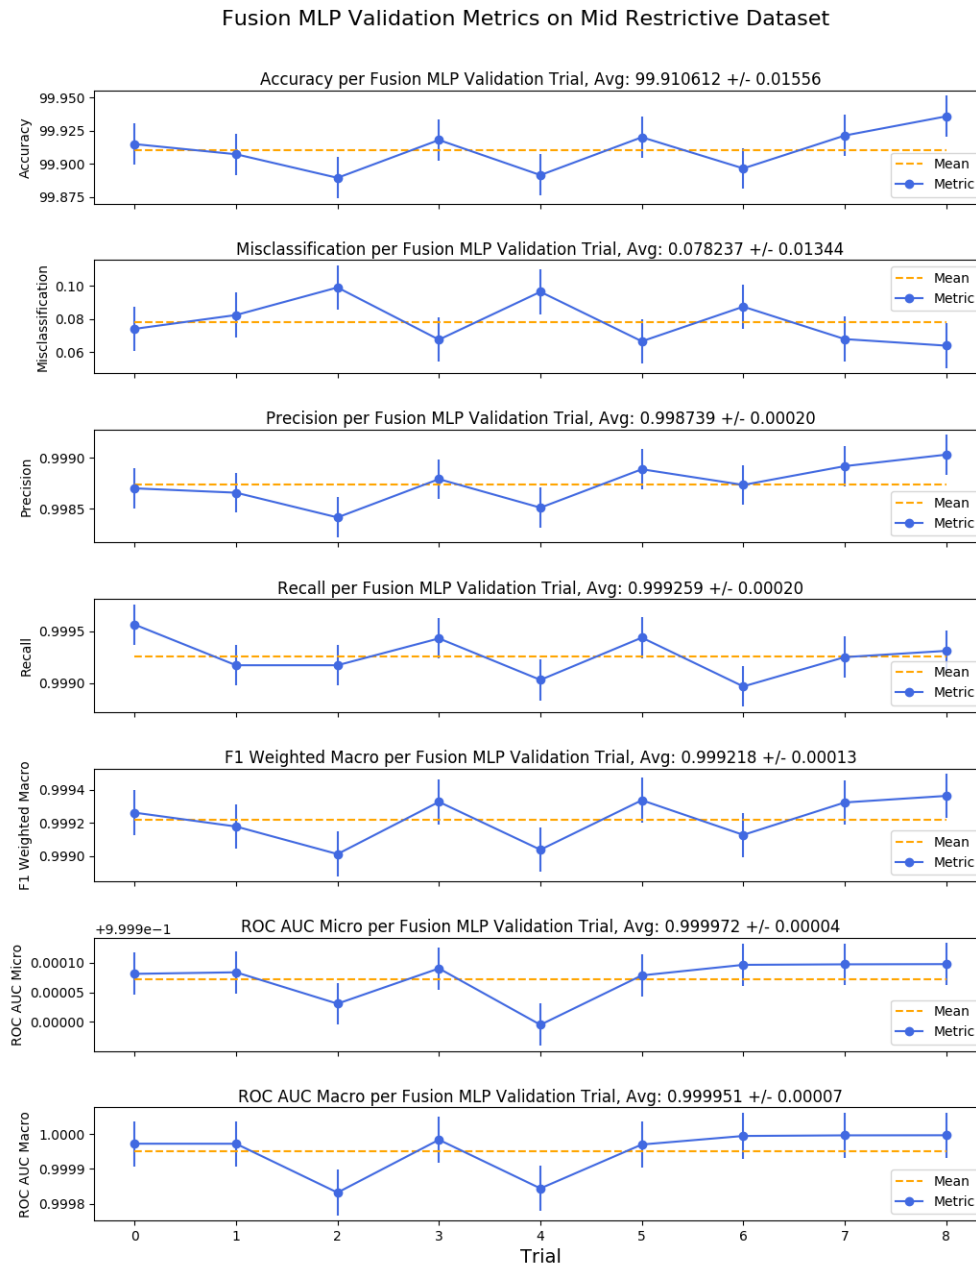 Fusion MLP Validation Metrics on Mid Restrictive Dataset
Accuracy per Fusion MLP Validation Trial, Avg: 99.910612 +/- 0.01556
99.950
99.925
99.900
99.875
Accuracy
Mean
Metric
Misclassification per Fusion MLP Validation Trial, Avg: 0.078237 +/- 0.01344
0.10
0.08
0.06
Misclassification
Mean
Metric
Precision per Fusion MLP Validation Trial, Avg: 0.998739 +/- 0.00020
0.9990
0.9985
Precision
Mean
Metric
Recall per Fusion MLP Validation Trial, Avg: 0.999259 +/- 0.00020
0.9995
0.9990
Recall
Mean
Metric
F1 Weighted Macro per Fusion MLP Validation Trial, Avg: 0.999218 +/- 0.00013
0.9994
0.9992
0.9990
F1 Weighted Macro
Mean
Metric
+9.999e−1
ROC AUC Micro per Fusion MLP Validation Trial, Avg: 0.999972 +/- 0.00004
0.00010
0.00005
0.00000
ROC AUC Micro
Mean
Metric
ROC AUC Macro per Fusion MLP Validation Trial, Avg: 0.999951 +/- 0.00007
1.0000
0.9999
0.9998
ROC AUC Macro
Mean
Metric
0 1 2 3 4 5 6 7 8
Trial